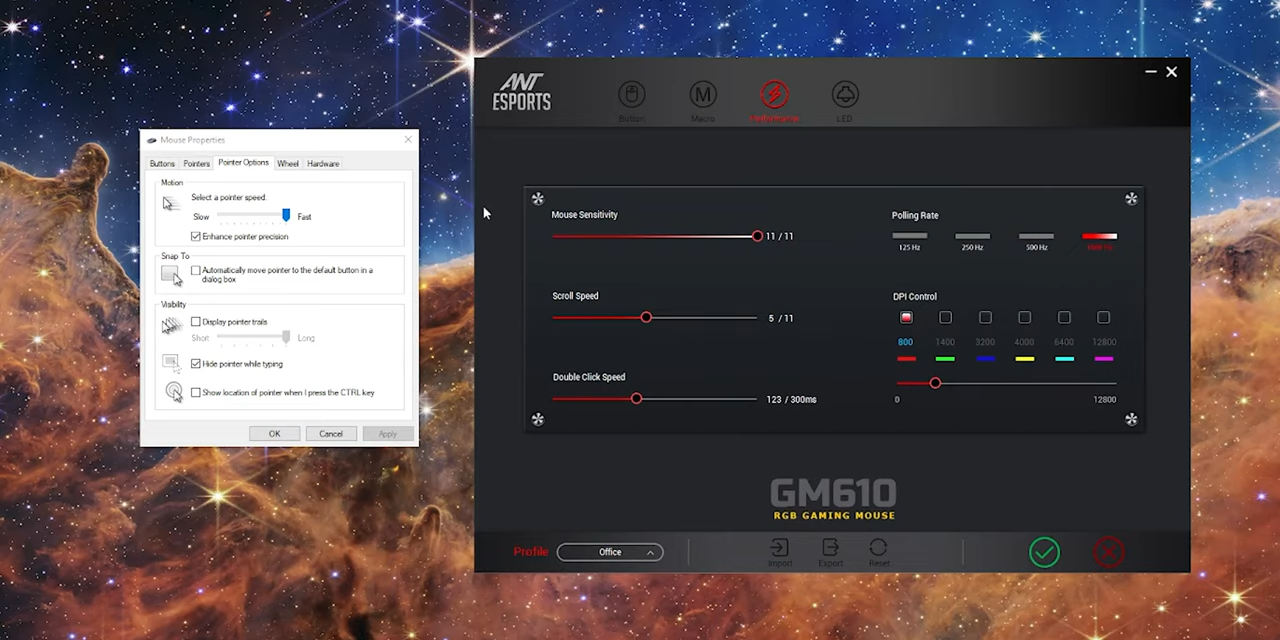 Mouse Properties
Buttons Pointers Pointer Options Wheel Hardware
Motion
Select a pointer speed:
Slow Fast
Enhance pointer precision
Snap To
Automatically move pointer to the default button in a
dialog box
Visibility
Display pointer trails
Short Long
Hide pointer while typing
Show location of pointer when I press the CTRL key
OK Cancel Apply
ANT
ESPORTS
Button M Macro LED
Mouse Sensitivity
11 / 11
Scroll Speed
5 / 11
Double Click Speed
123 / 300ms
Polling Rate
125 Hz 250 Hz 500 Hz 1000 Hz
DPI Control
800 1400 3200 4000 6400 12800
0 12800
GM610
RGB GAMING MOUSE
Profile Office Import Export Reset